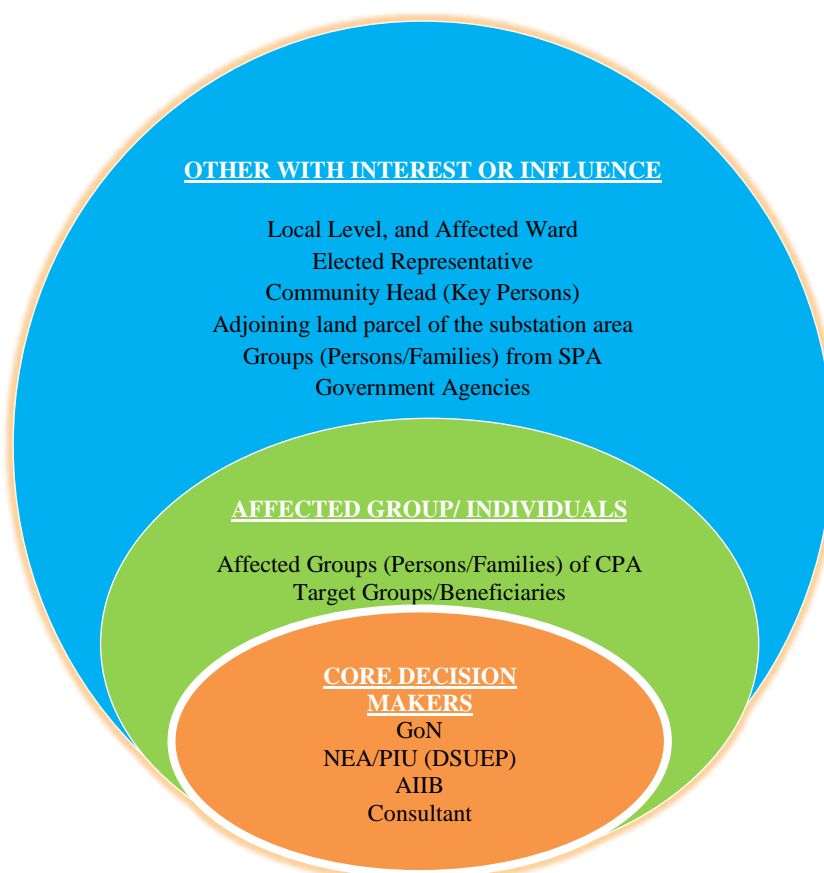 OTHER WITH INTEREST OR INFLUENCE
Local Level, and Affected Ward
Elected Representative
Community Head (Key Persons)
Adjoining land parcel of the substation area
Groups (Persons/Families) from SPA
Government Agencies
AFFECTED GROUP/ INDIVIDUALS
Affected Groups (Persons/Families) of CPA
Target Groups/Beneficiaries
CORE DECISION
MAKERS
GoN
NEA/PIU (DSUEP)
AIIB
Consultant